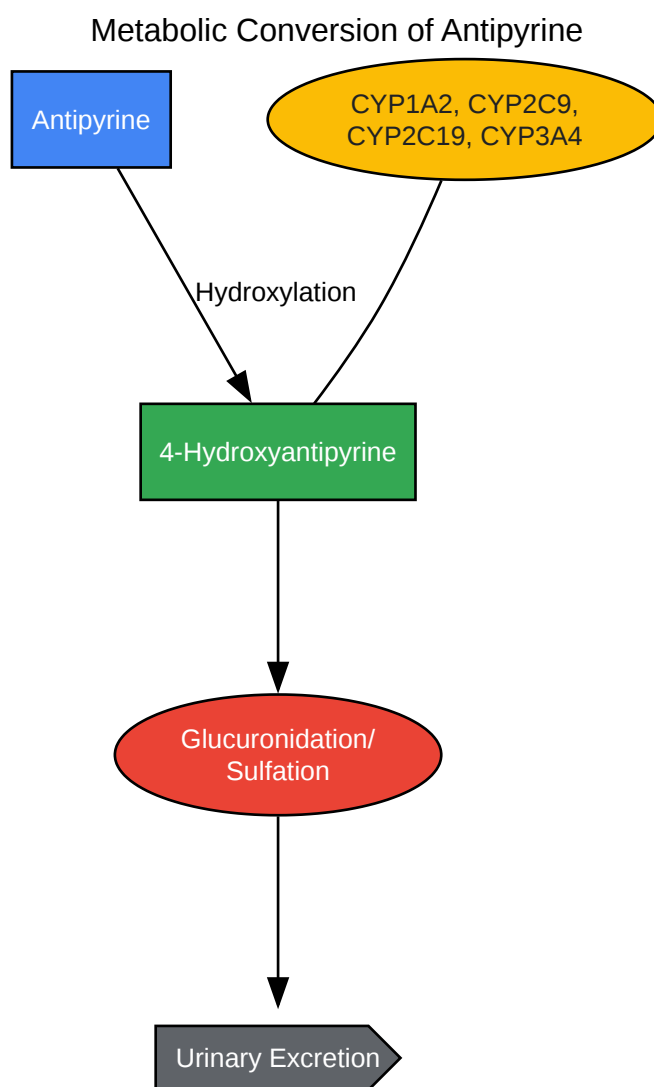 Metabolic Conversion of Antipyrine
Antipyrine
CYP1A2, CYP2C9,
CYP2C19, CYP3A4
Hydroxylation
4-Hydroxyantipyrine
Glucuronidation/
Sulfation
Urinary Excretion